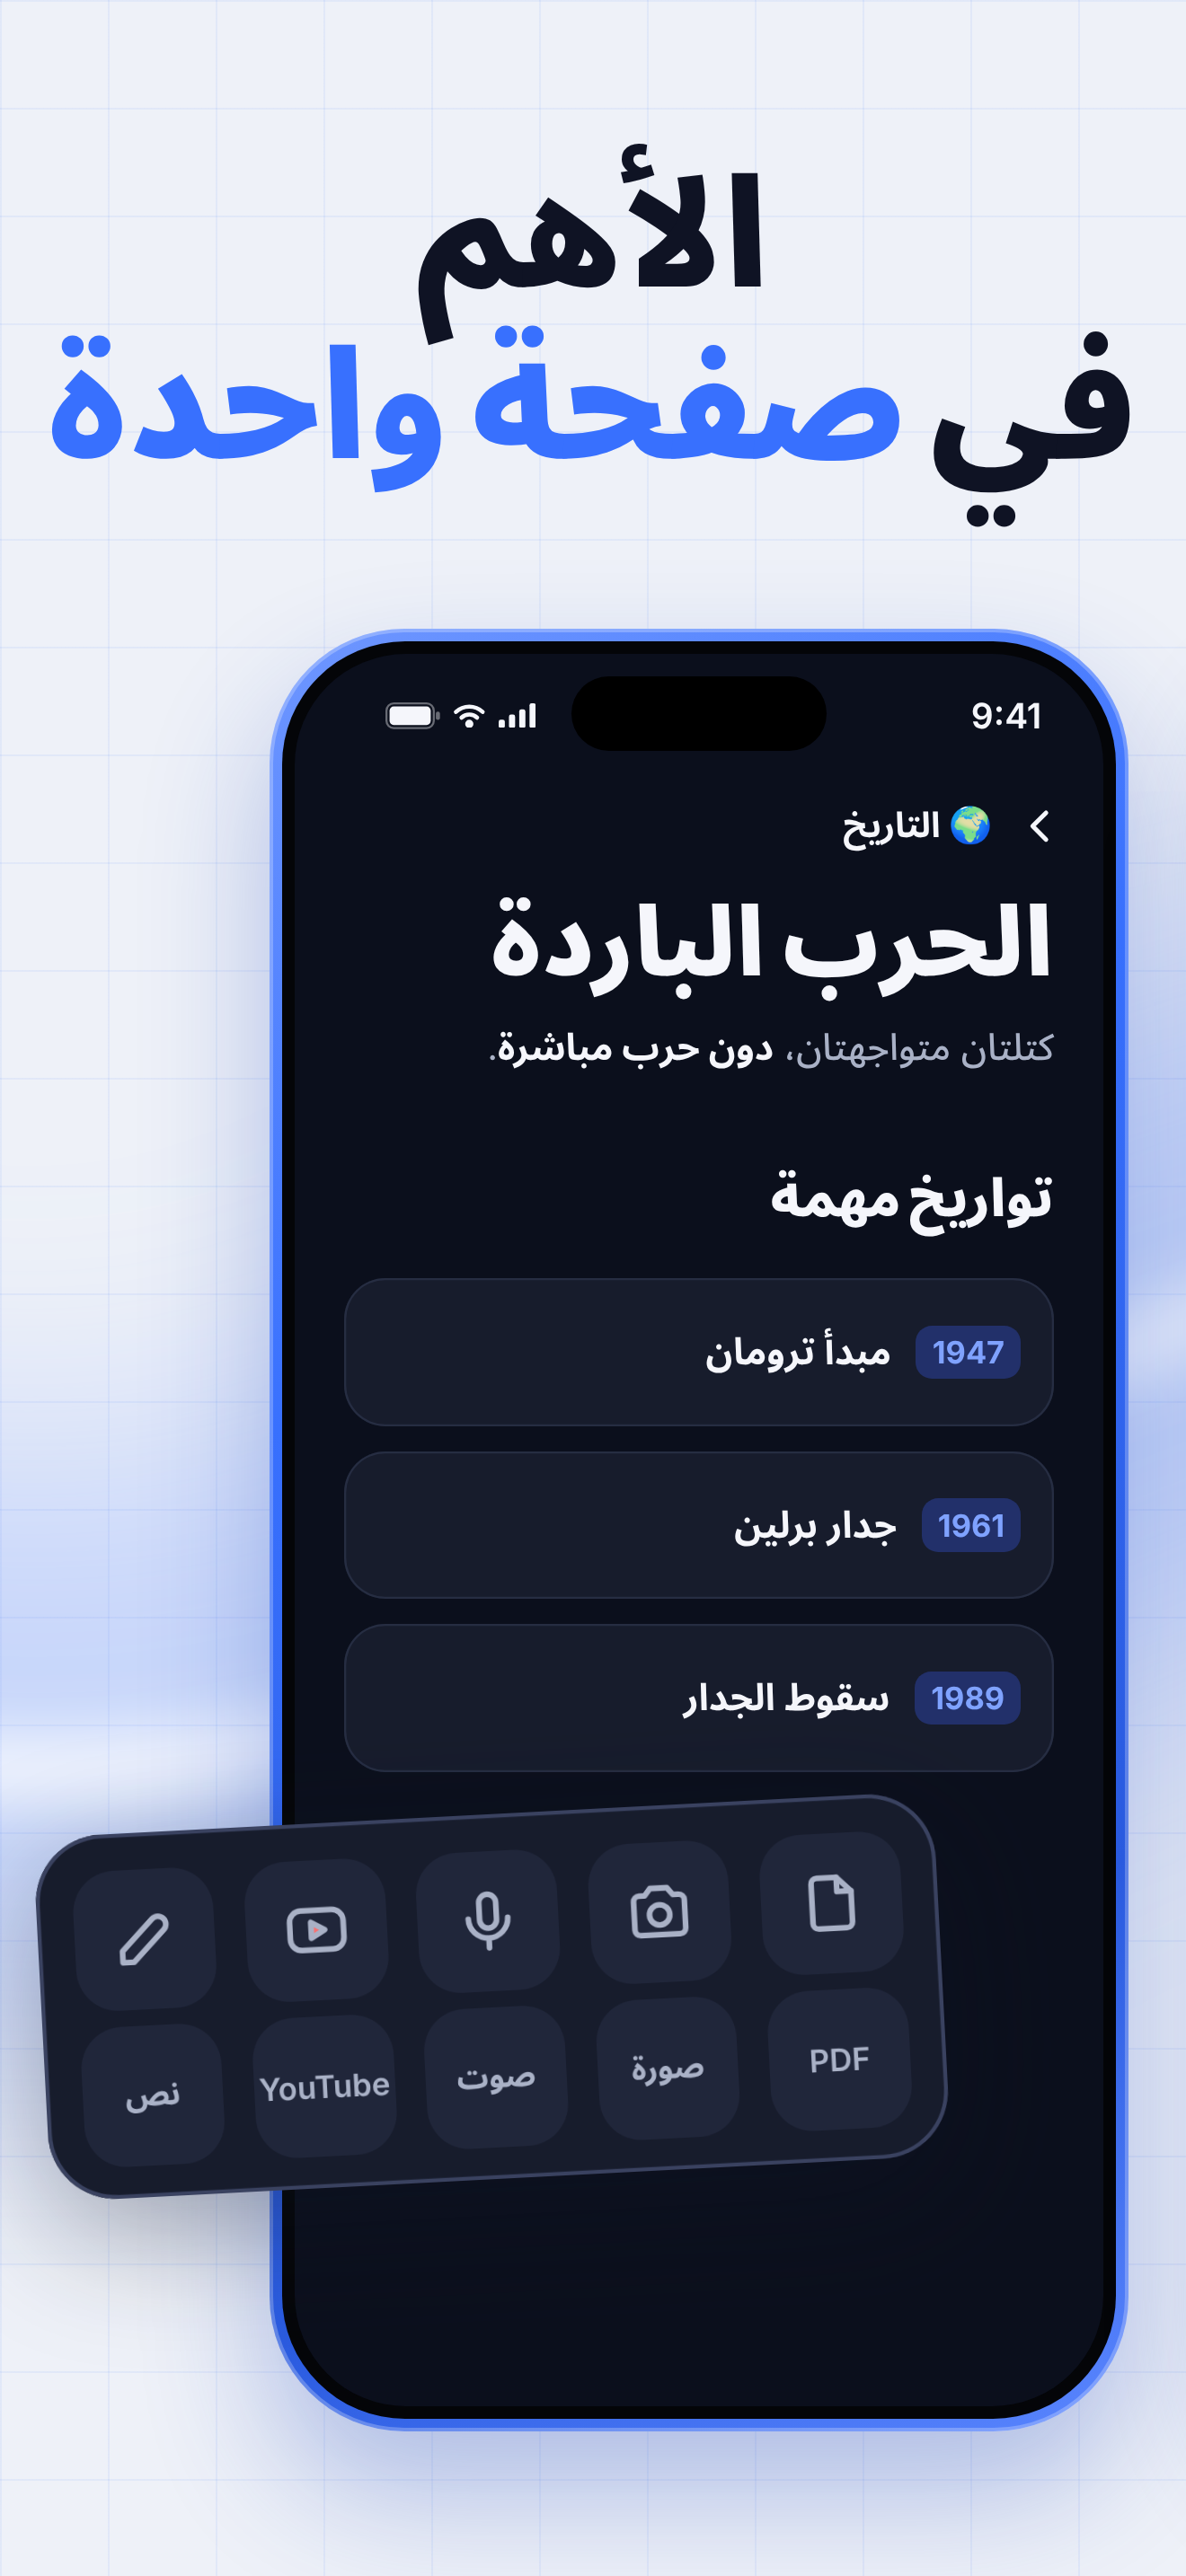 الأهم
في صفحة واحدة
9:41
🌍 التاريخ
الحرب الباردة
كتلتان متواجهتان، دون حرب مباشرة.
تواريخ مهمة
1947 مبدأ ترومان
1961 جدار برلين
1989 سقوط الجدار
PDF صورة صوت YouTube نص